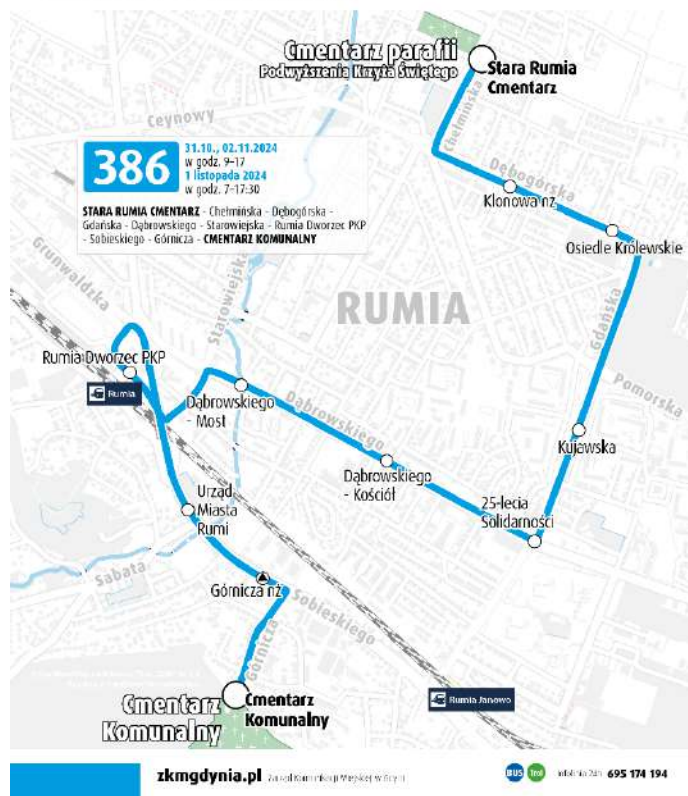 Cmentarz parafii
Podwyższenia Krzyża Świętego
Stara Rumia
Cmentarz
Chełmińska
Ceynowy
386
31.10., 02.11.2024
w godz. 9-17
1 listopada 2024
w godz. 7-17:30
STARA RUMIA CMENTARZ - Chełmińska - Dębogórska -
Gdańska - Dąbrowskiego - Starowiejska - Rumia Dworzec PKP
- Sobieskiego - Górnicza - CMENTARZ KOMUNALNY
Dębogórska
Klonowa nż
Osiedle Królewskie
Grunwaldzka
Starowiejska
RUMIA
Gdańska
Rumia Dworzec PKP
Rumia
Dąbrowskiego
- Most
Dąbrowskiego
Pomorska
Kujawska
Dąbrowskiego
- Kościół
25-lecia
Solidarności
Urząd
Miasta
Rumi
Sabata
Górnicza nż
Sobieskiego
Górnicza
Cmentarz
Komunalny
Cmentarz
Komunalny
Rumia Janowo
zkmgdynia.pl
Zarząd Komunikacji Miejskiej w Gdyni
BUS
trol
infolinia 24h 695 174 194